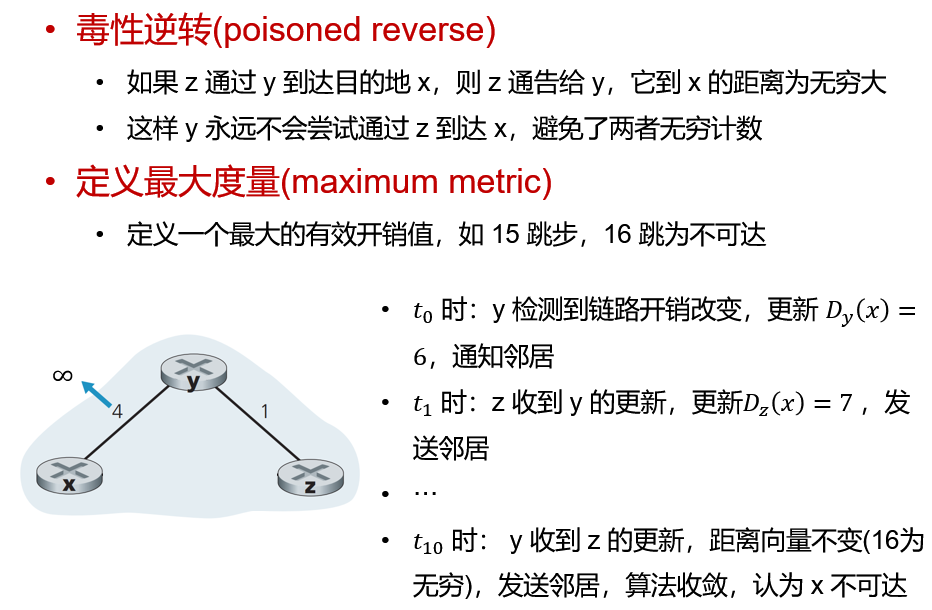 • 毒性逆转(poisoned reverse)
• 如果 z 通过 y 到达目的地 x，则 z 通告给 y，它到 x 的距离为无穷大
• 这样 y 永远不会尝试通过 z 到达 x，避免了两者无穷计数
• 定义最大度量(maximum metric)
• 定义一个最大的有效开销值，如 15 跳步，16 跳为不可达
∞
4
1
y
x
z
• t₀ 时：y 检测到链路开销改变，更新 Dᵧ(x) =
6，通知邻居
• t₁ 时：z 收到 y 的更新，更新D_z(x) = 7 ，发
送邻居
• …
• t₁₀ 时： y 收到 z 的更新，距离向量不变(16为
无穷)，发送邻居，算法收敛，认为 x 不可达